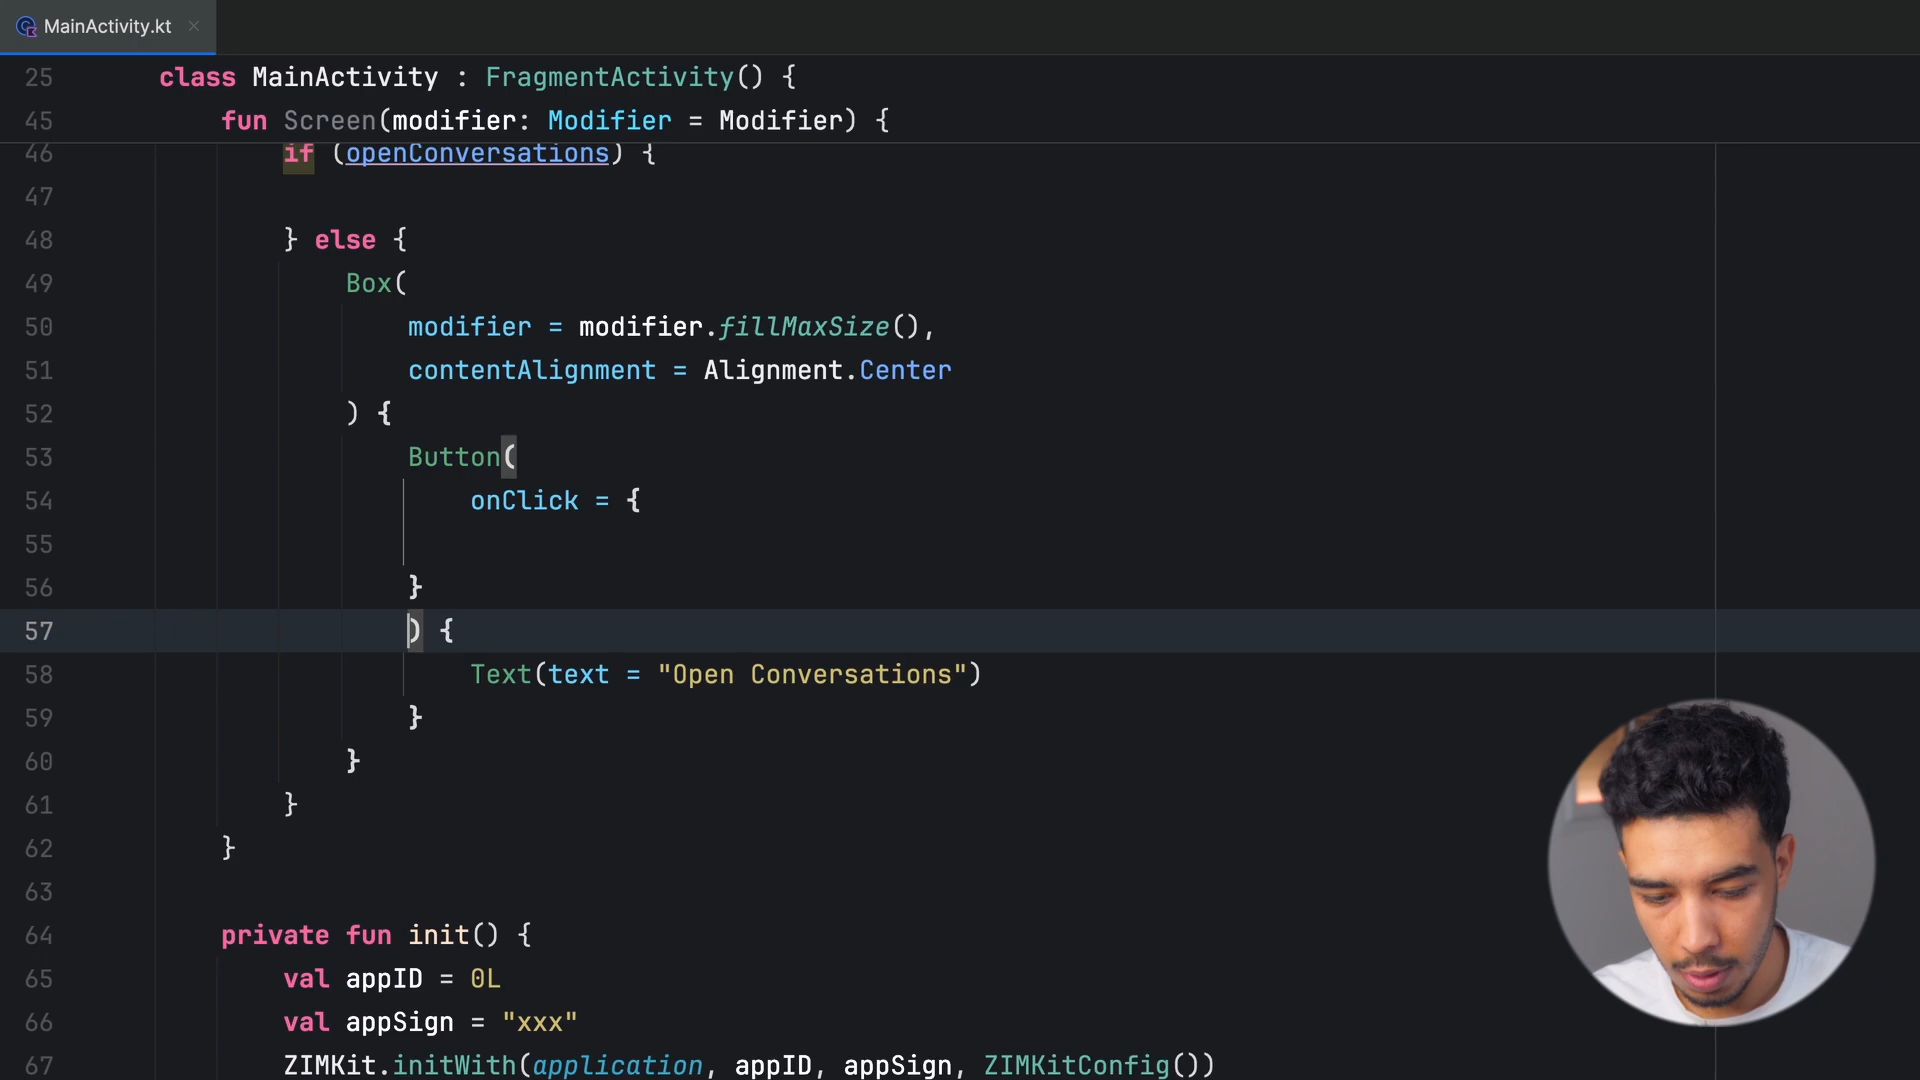 MainActivity.kt
25 class MainActivity : FragmentActivity() {
45 fun Screen(modifier: Modifier = Modifier) {
46 if (openConversations) {
47
48 } else {
49 Box(
50 modifier = modifier.fillMaxSize(),
51 contentAlignment = Alignment.Center
52 ) {
53 Button(
54 onClick = {
55
56 }
57 ) {
58 Text(text = "Open Conversations")
59 }
60 }
61 }
62 }
63
64 private fun init() {
65 val appID = 0L
66 val appSign = "xxx"
67 ZIMKit.initWith(application, appID, appSign, ZIMKitConfig())